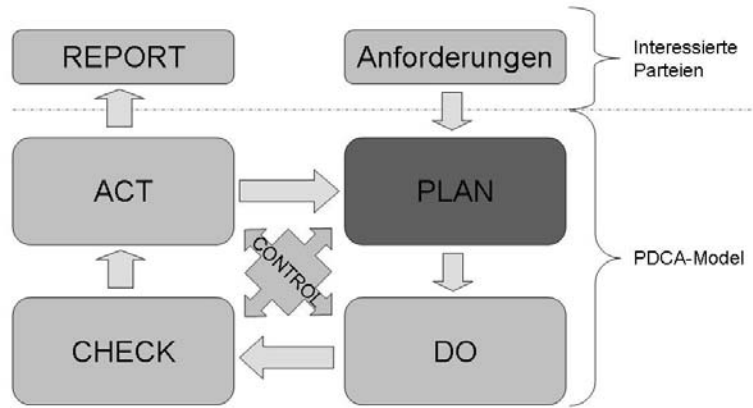 REPORT
Anforderungen
Interessierte
Parteien
ACT
PLAN
CONTROL
PDCA-Model
CHECK
DO